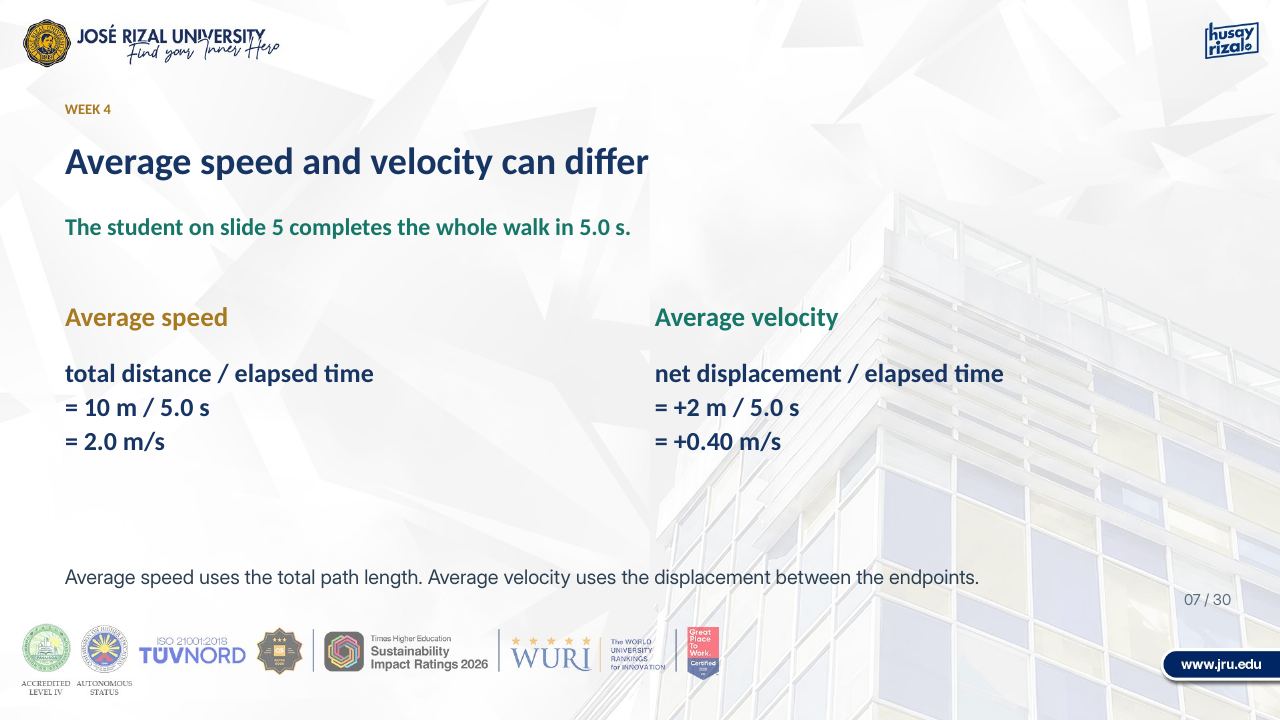 JOSÉ RIZAL UNIVERSITY
Find your Inner Hero
husay
rizal
WEEK 4
Average speed and velocity can differ
The student on slide 5 completes the whole walk in 5.0 s.
Average speed
total distance / elapsed time
= 10 m / 5.0 s
= 2.0 m/s
Average velocity
net displacement / elapsed time
= +2 m / 5.0 s
= +0.40 m/s
Average speed uses the total path length. Average velocity uses the displacement between the endpoints.
07 / 30
ACCREDITED
LEVEL IV
AUTONOMOUS
STATUS
ISO 21001:2018
TÜVNORD
Times Higher Education
Sustainability
Impact Ratings 2026
WURI
The WORLD
UNIVERSITY
RANKINGS
for INNOVATION
Great
Place
To
Work.
Certified
www.jru.edu